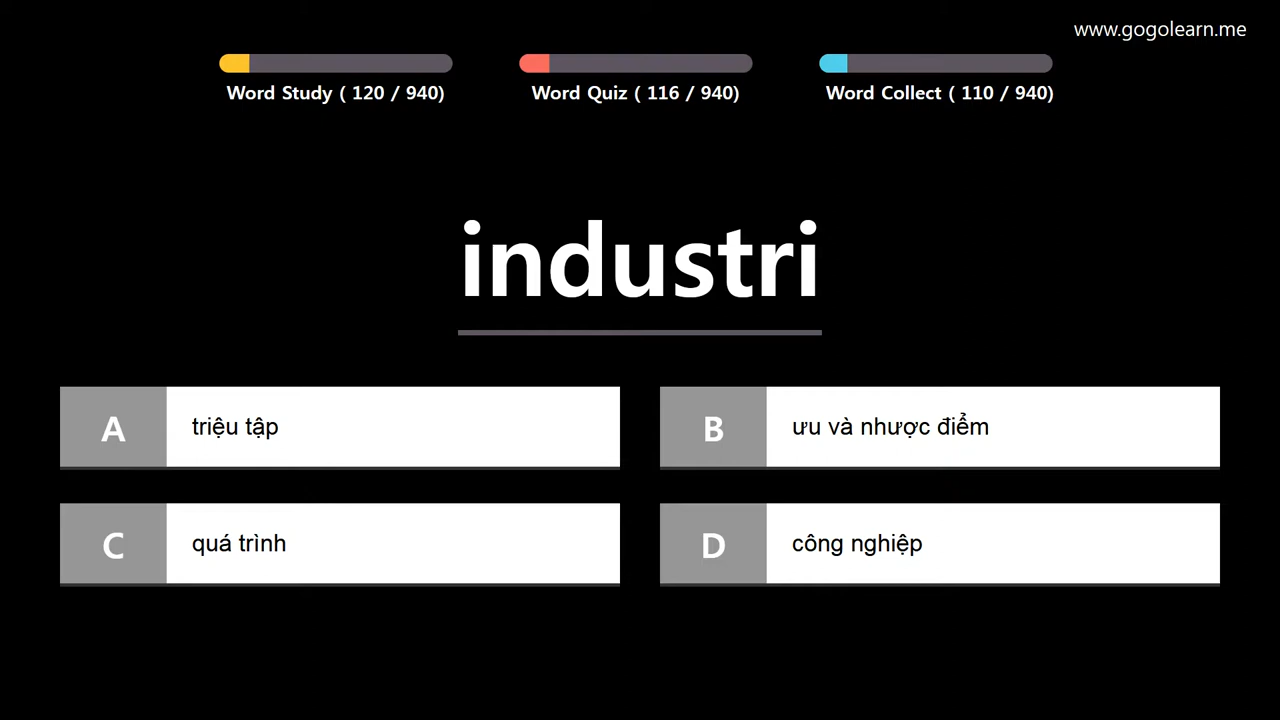 www.gogolearn.me
Word Study ( 120 / 940)
Word Quiz ( 116 / 940)
Word Collect ( 110 / 940)
industri
A triệu tập
B ưu và nhược điểm
C quá trình
D công nghiệp